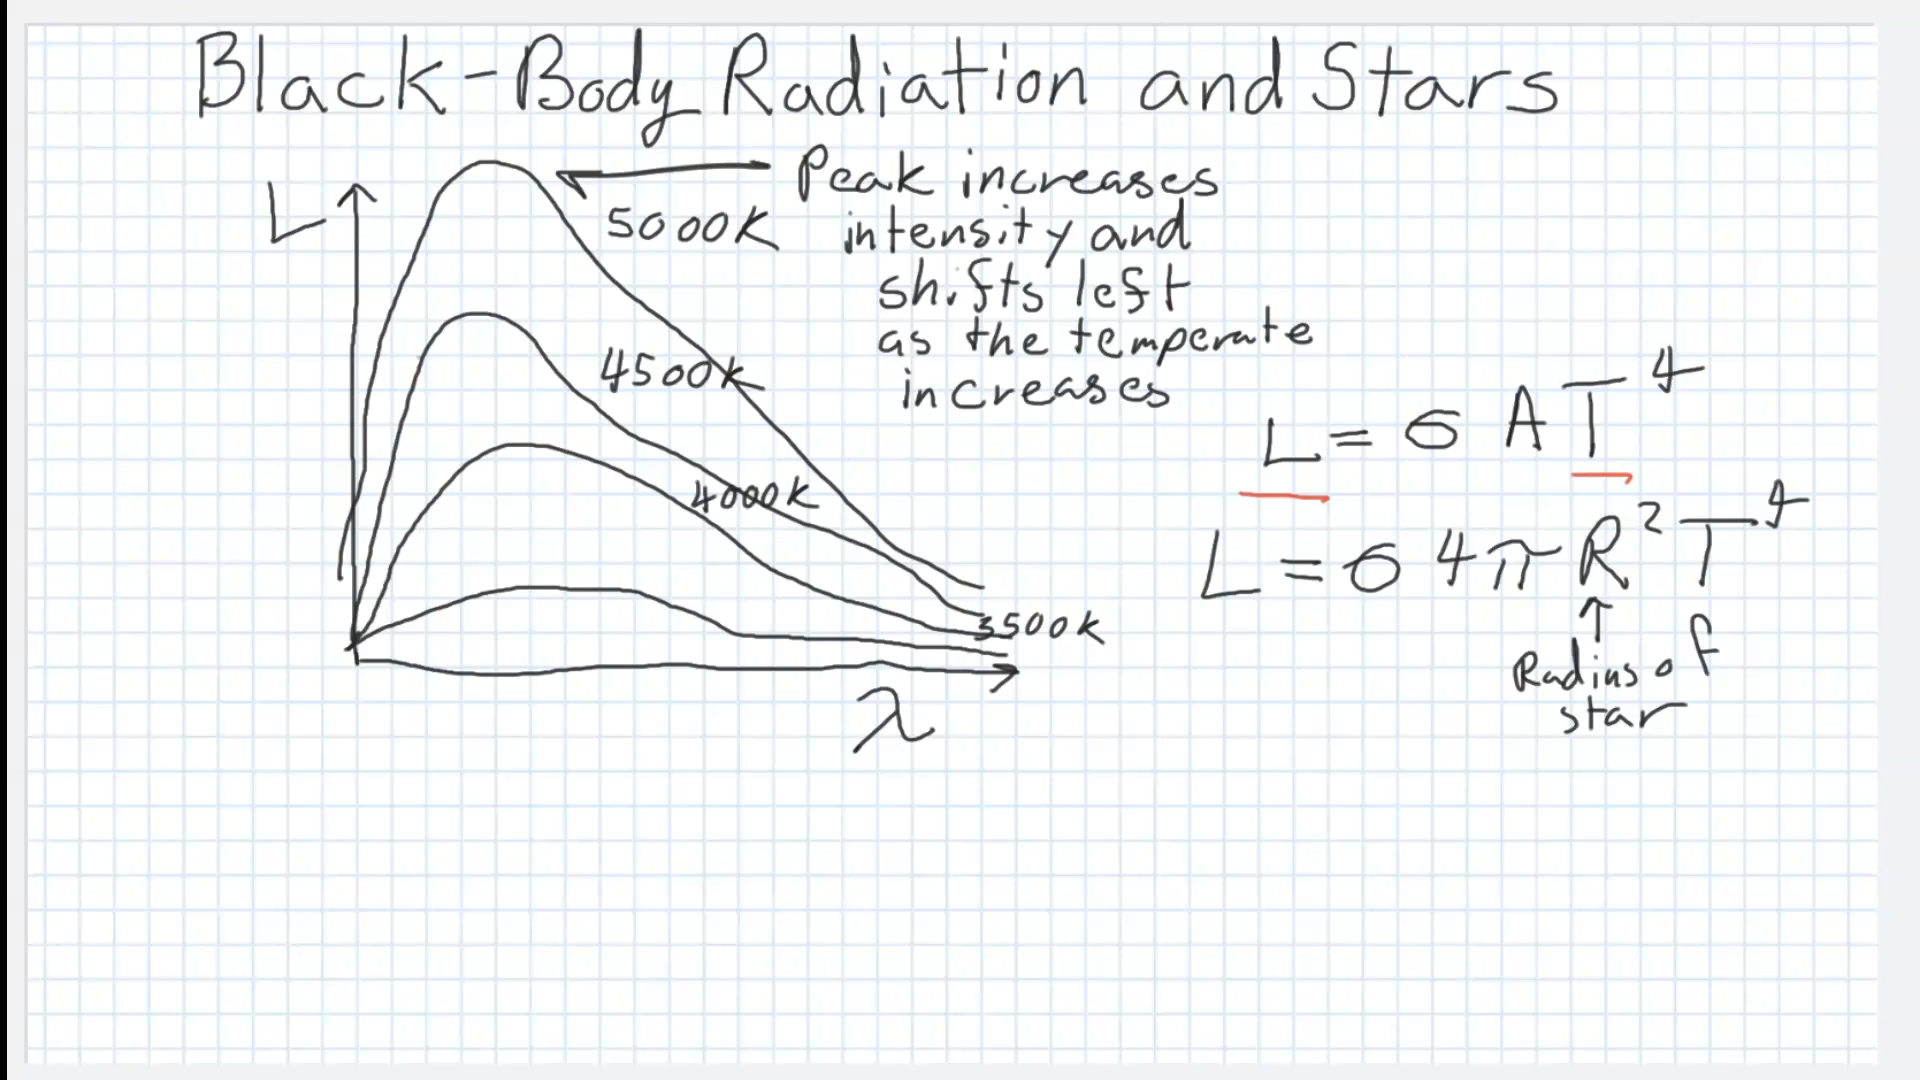 Black-Body Radiation and Stars
L
5000K
4500K
4000K
3500K
λ
Peak increases
intensity and
shifts left
as the temperate
increases
L = σ A T⁴
L = σ 4 π R² T⁴
↑
Radius of
star